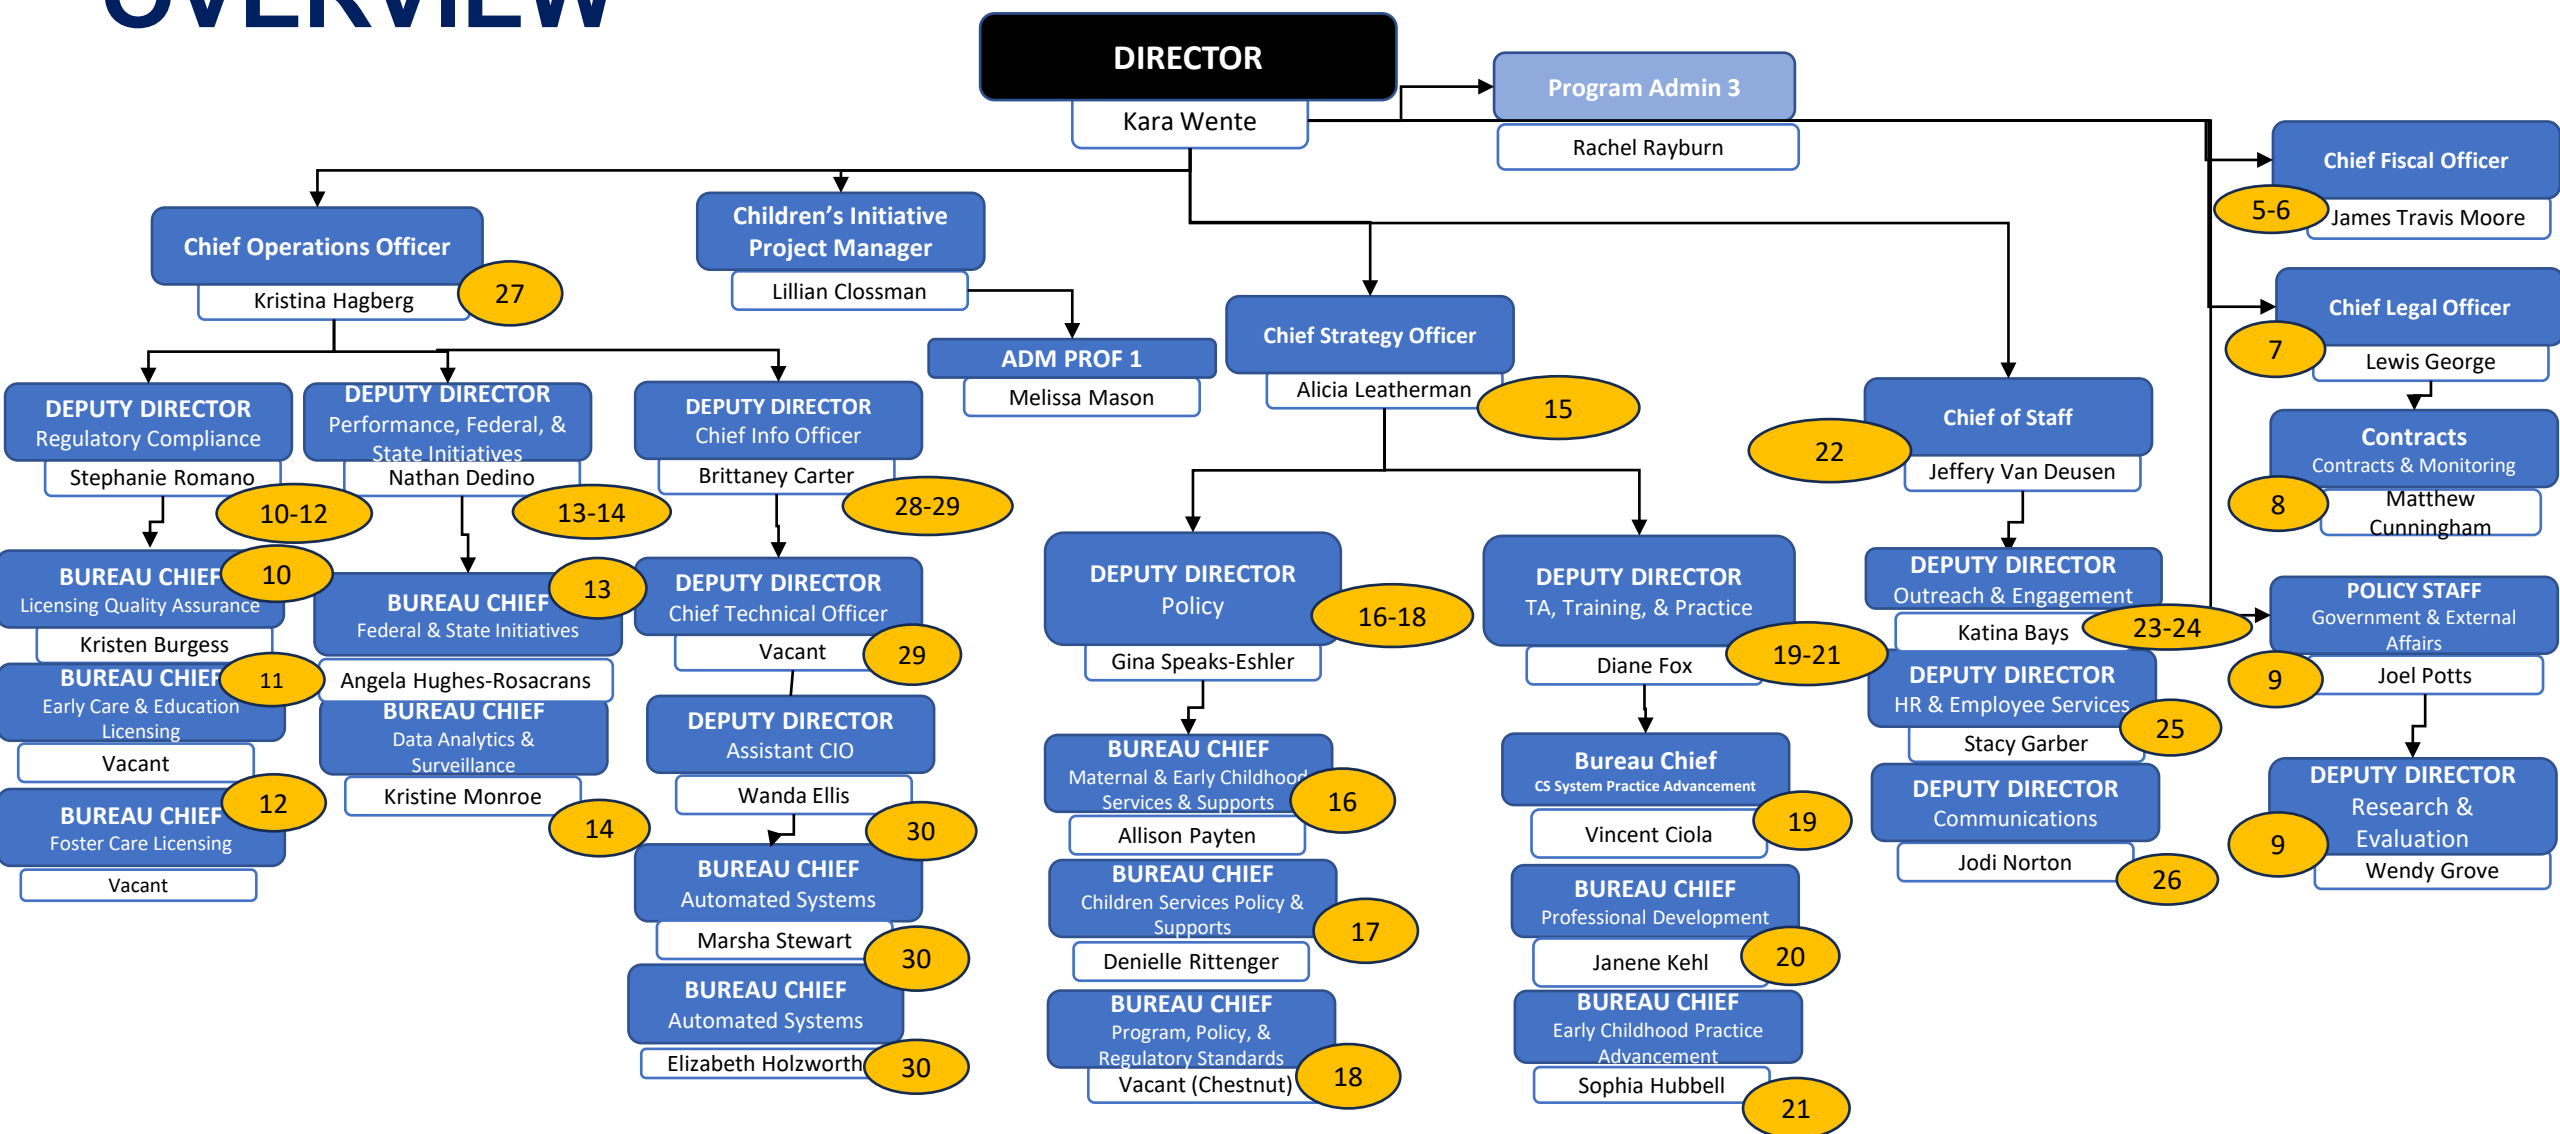 OVERVIEW
DIRECTOR
Kara Wente
Program Admin 3
Rachel Rayburn
Chief Fiscal Officer
5-6
James Travis Moore
Chief Legal Officer
7
Lewis George
Contracts
Contracts & Monitoring
8
Matthew
Cunningham
POLICY STAFF
Government & External
Affairs
9
Joel Potts
DEPUTY DIRECTOR
Research &
Evaluation
9
Wendy Grove
Chief Operations Officer
Kristina Hagberg
27
Children’s Initiative
Project Manager
Lillian Clossman
ADM PROF 1
Melissa Mason
Chief Strategy Officer
Alicia Leatherman
15
Chief of Staff
22
Jeffery Van Deusen
DEPUTY DIRECTOR
Regulatory Compliance
Stephanie Romano
10-12
BUREAU CHIEF
10
Licensing Quality Assurance
Kristen Burgess
BUREAU CHIEF
11
Early Care & Education
Licensing
Vacant
BUREAU CHIEF
12
Foster Care Licensing
Vacant
DEPUTY DIRECTOR
Performance, Federal, &
State Initiatives
Nathan Dedino
13-14
BUREAU CHIEF
13
Federal & State Initiatives
Angela Hughes-Rosacrans
BUREAU CHIEF
Data Analytics &
Surveillance
Kristine Monroe
14
DEPUTY DIRECTOR
Chief Info Officer
Brittaney Carter
28-29
DEPUTY DIRECTOR
Chief Technical Officer
Vacant
29
DEPUTY DIRECTOR
Assistant CIO
Wanda Ellis
30
BUREAU CHIEF
Automated Systems
Marsha Stewart
30
BUREAU CHIEF
Automated Systems
Elizabeth Holzworth
30
DEPUTY DIRECTOR
Policy
16-18
Gina Speaks-Eshler
BUREAU CHIEF
Maternal & Early Childhood
Services & Supports
16
Allison Payten
BUREAU CHIEF
Children Services Policy &
Supports
17
Denielle Rittenger
BUREAU CHIEF
Program, Policy, &
Regulatory Standards
Vacant (Chestnut)
18
DEPUTY DIRECTOR
TA, Training, & Practice
Diane Fox
19-21
Bureau Chief
CS System Practice Advancement
Vincent Ciola
19
BUREAU CHIEF
Professional Development
Janene Kehl
20
BUREAU CHIEF
Early Childhood Practice
Advancement
Sophia Hubbell
21
DEPUTY DIRECTOR
Outreach & Engagement
Katina Bays
23-24
DEPUTY DIRECTOR
HR & Employee Services
Stacy Garber
25
DEPUTY DIRECTOR
Communications
Jodi Norton
26